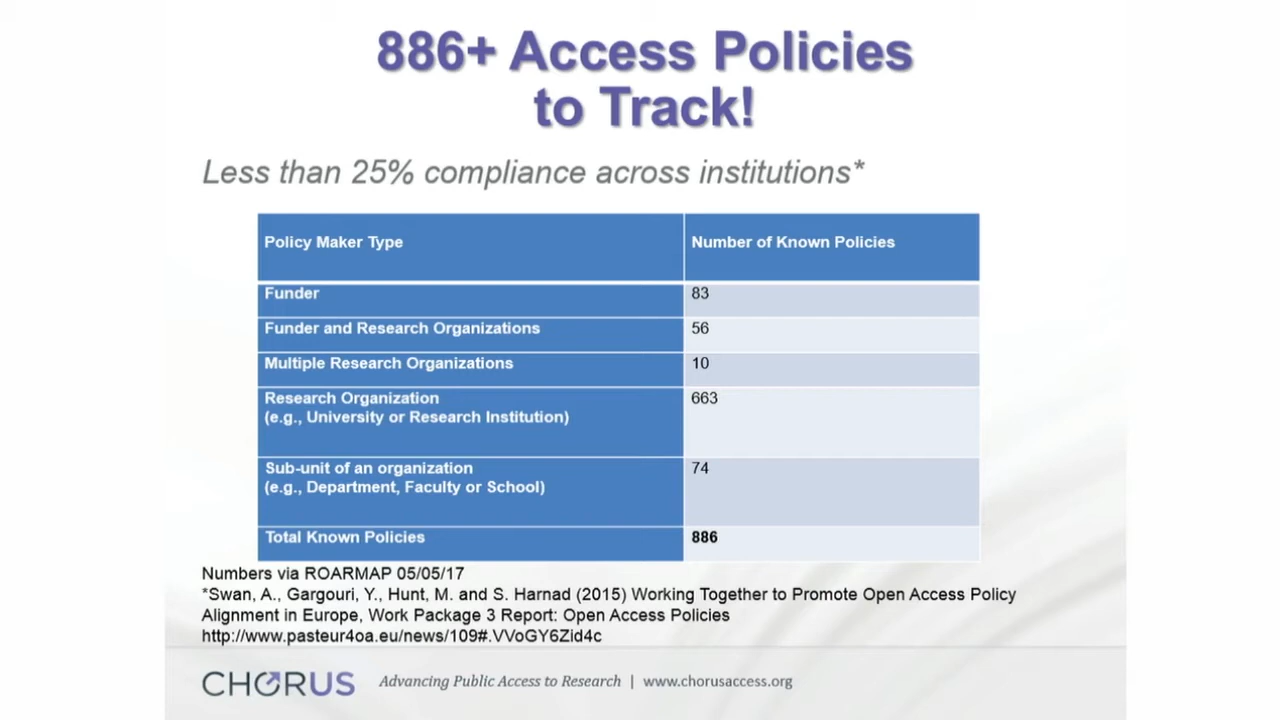 886+ Access Policies
to Track!
Less than 25% compliance across institutions*
Policy Maker Type Number of Known Policies
Funder 83
Funder and Research Organizations 56
Multiple Research Organizations 10
Research Organization 663
(e.g., University or Research Institution)
Sub-unit of an organization 74
(e.g., Department, Faculty or School)
Total Known Policies 886
Numbers via ROARMAP 05/05/17
*Swan, A., Gargouri, Y., Hunt, M. and S. Harnad (2015) Working Together to Promote Open Access Policy
Alignment in Europe, Work Package 3 Report: Open Access Policies
http://www.pasteur4oa.eu/news/109#.VVoGY6Zid4c
CHORUS Advancing Public Access to Research | www.chorusaccess.org